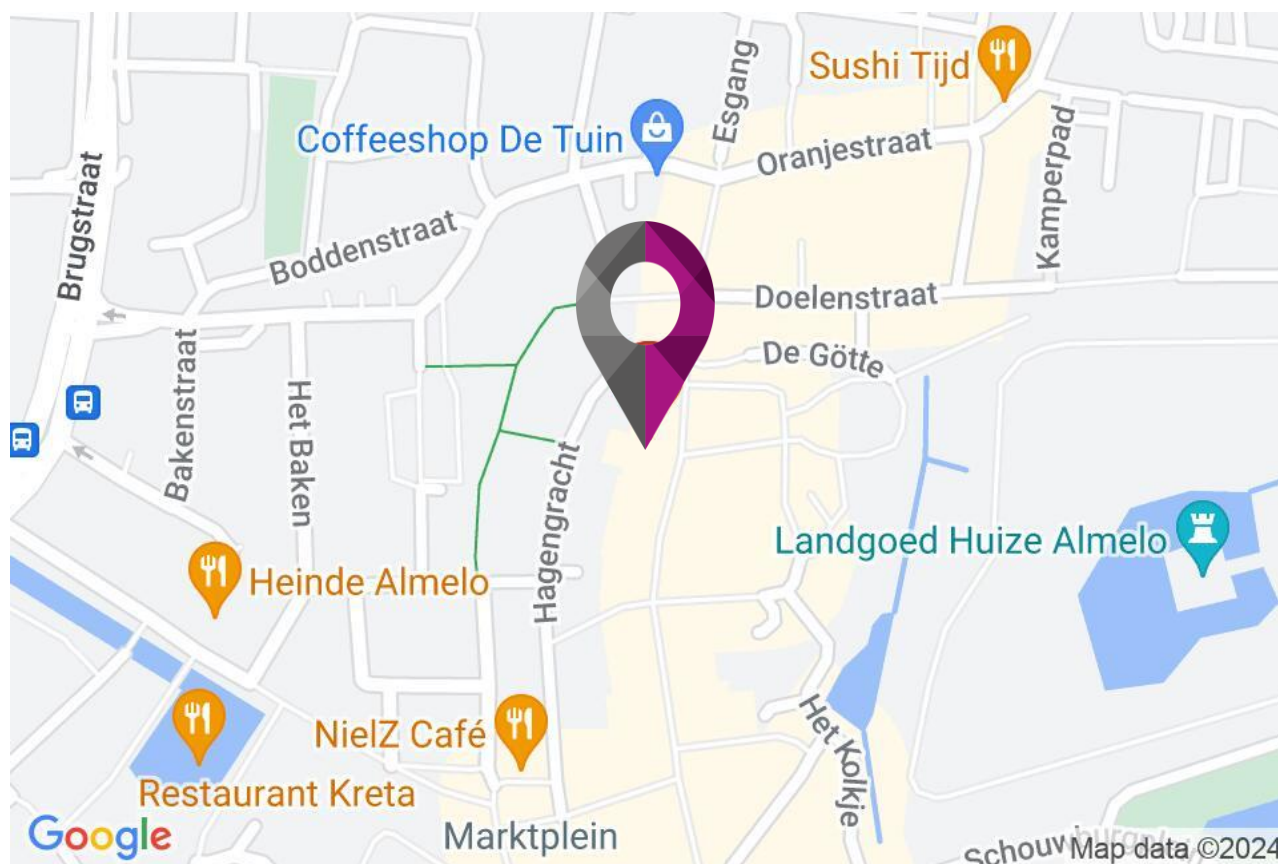 Sushi Tijd
Esgang
Coffeeshop De Tuin
Oranjestraat
Brugstraat
Kamperpad
Boddenstraat
Doelenstraat
De Götte
Bakenstraat
Het Baken
Hagengracht
Landgoed Huize Almelo
Heinde Almelo
NielZ Café
Het Kolkje
Restaurant Kreta
Google
Marktplein
Map data ©2024